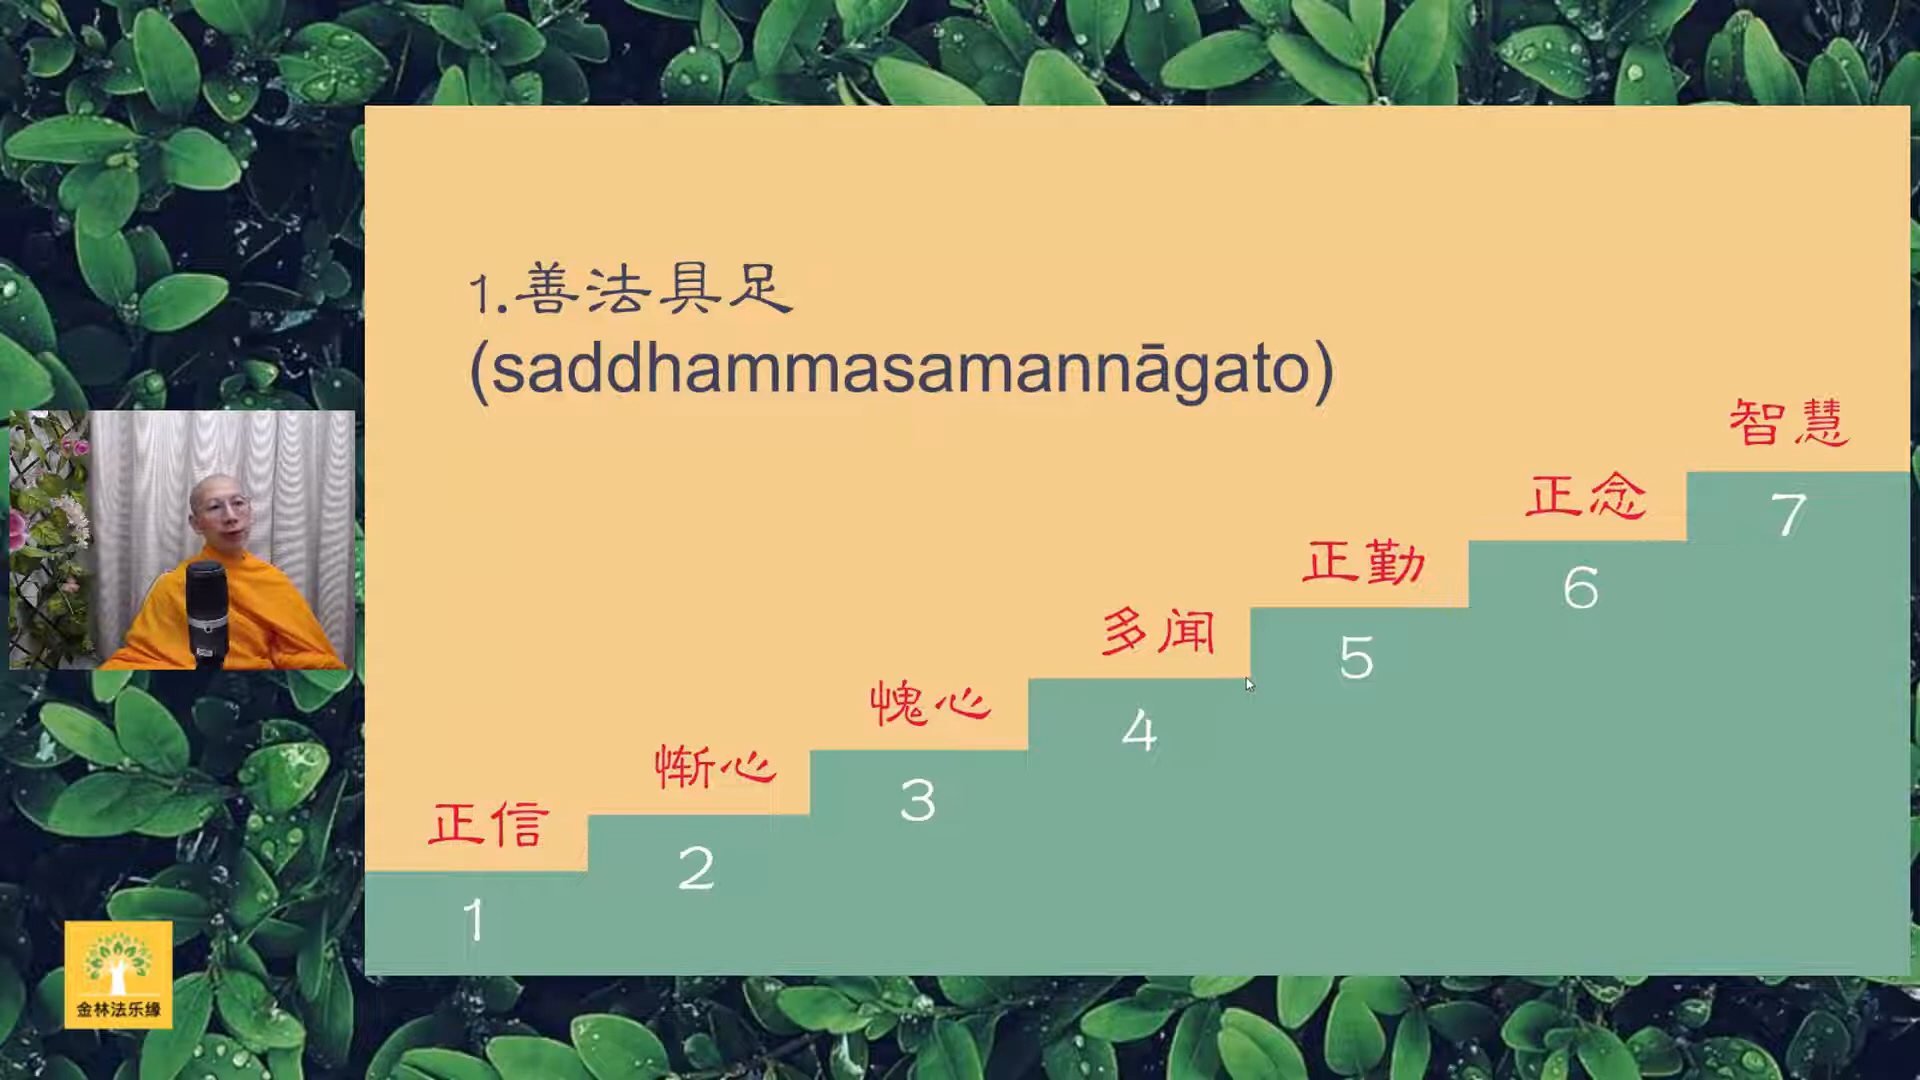 1.善法具足
(saddhammasamannāgato)
智慧
7
正念
6
正勤
5
多闻
4
愧心
3
惭心
2
正信
1
金林法乐缘